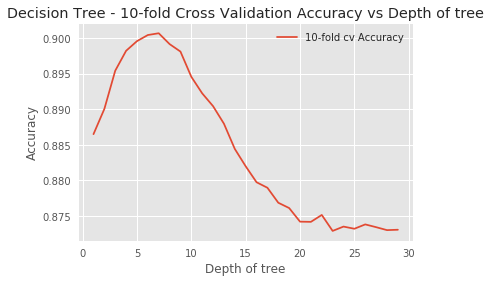 Decision Tree - 10-fold Cross Validation Accuracy vs Depth of tree
10-fold cv Accuracy
0.900
0.895
0.890
0.885
0.880
0.875
Accuracy
0 5 10 15 20 25 30
Depth of tree